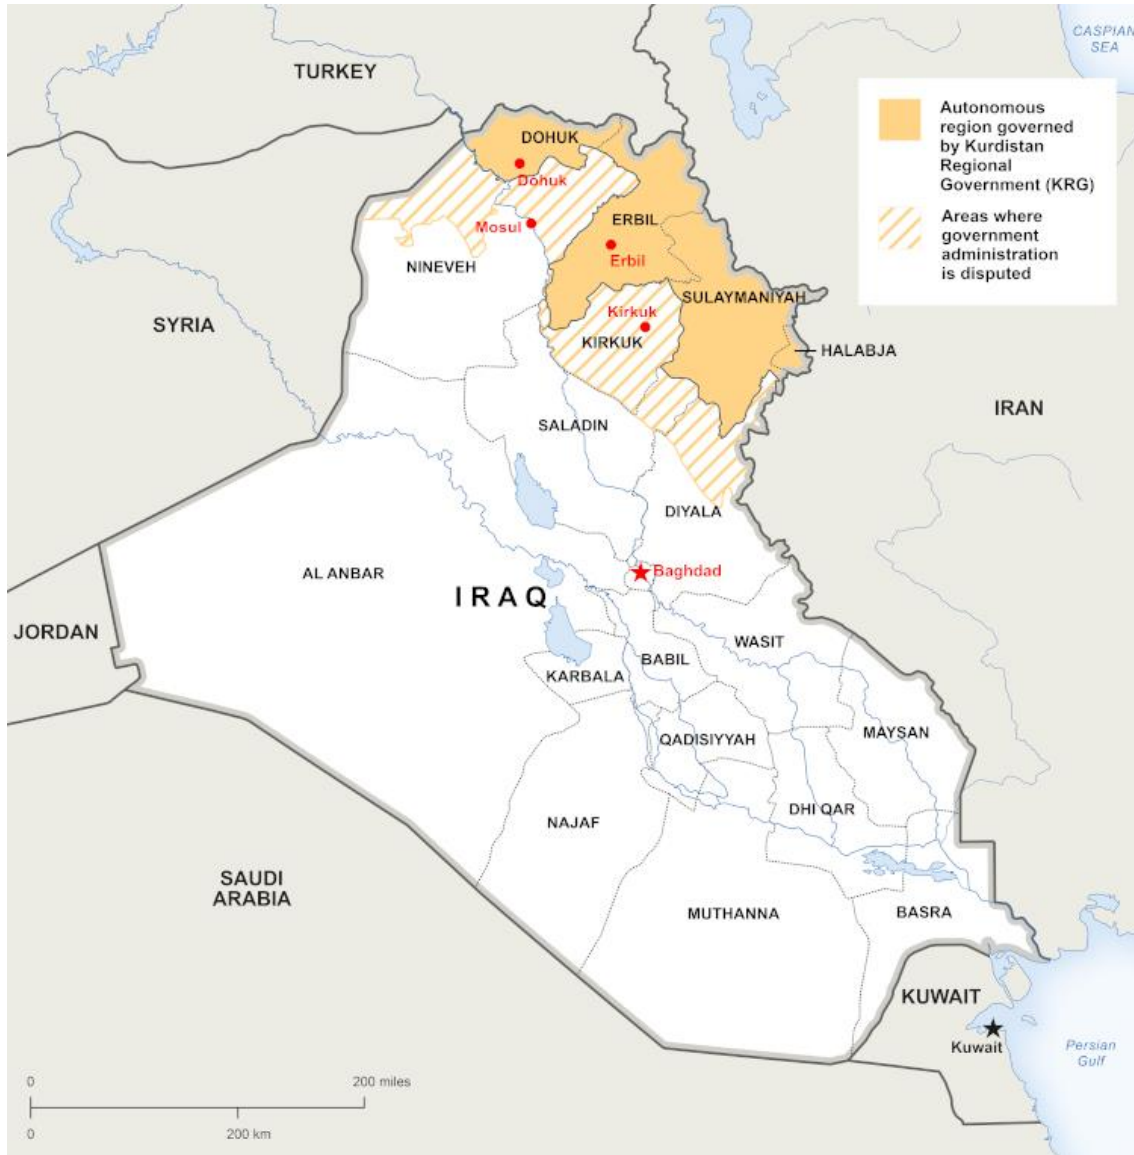 CASPIAN
SEA
TURKEY
Autonomous
region governed
by Kurdistan
Regional
Government (KRG)
Areas where
government
administration
is disputed
DOHUK
Dohuk
Mosul
ERBIL
Erbil
NINEVEH
SULAYMANIYAH
Kirkuk
KIRKUK
HALABJA
SYRIA
IRAN
SALADIN
DIYALA
AL ANBAR
Baghdad
IRAQ
JORDAN
WASIT
BABIL
KARBALA
QADISIYYAH
MAYSAN
DHI QAR
NAJAF
SAUDI
ARABIA
MUTHANNA
BASRA
KUWAIT
Kuwait
Persian
Gulf
0
200 miles
0
200 km